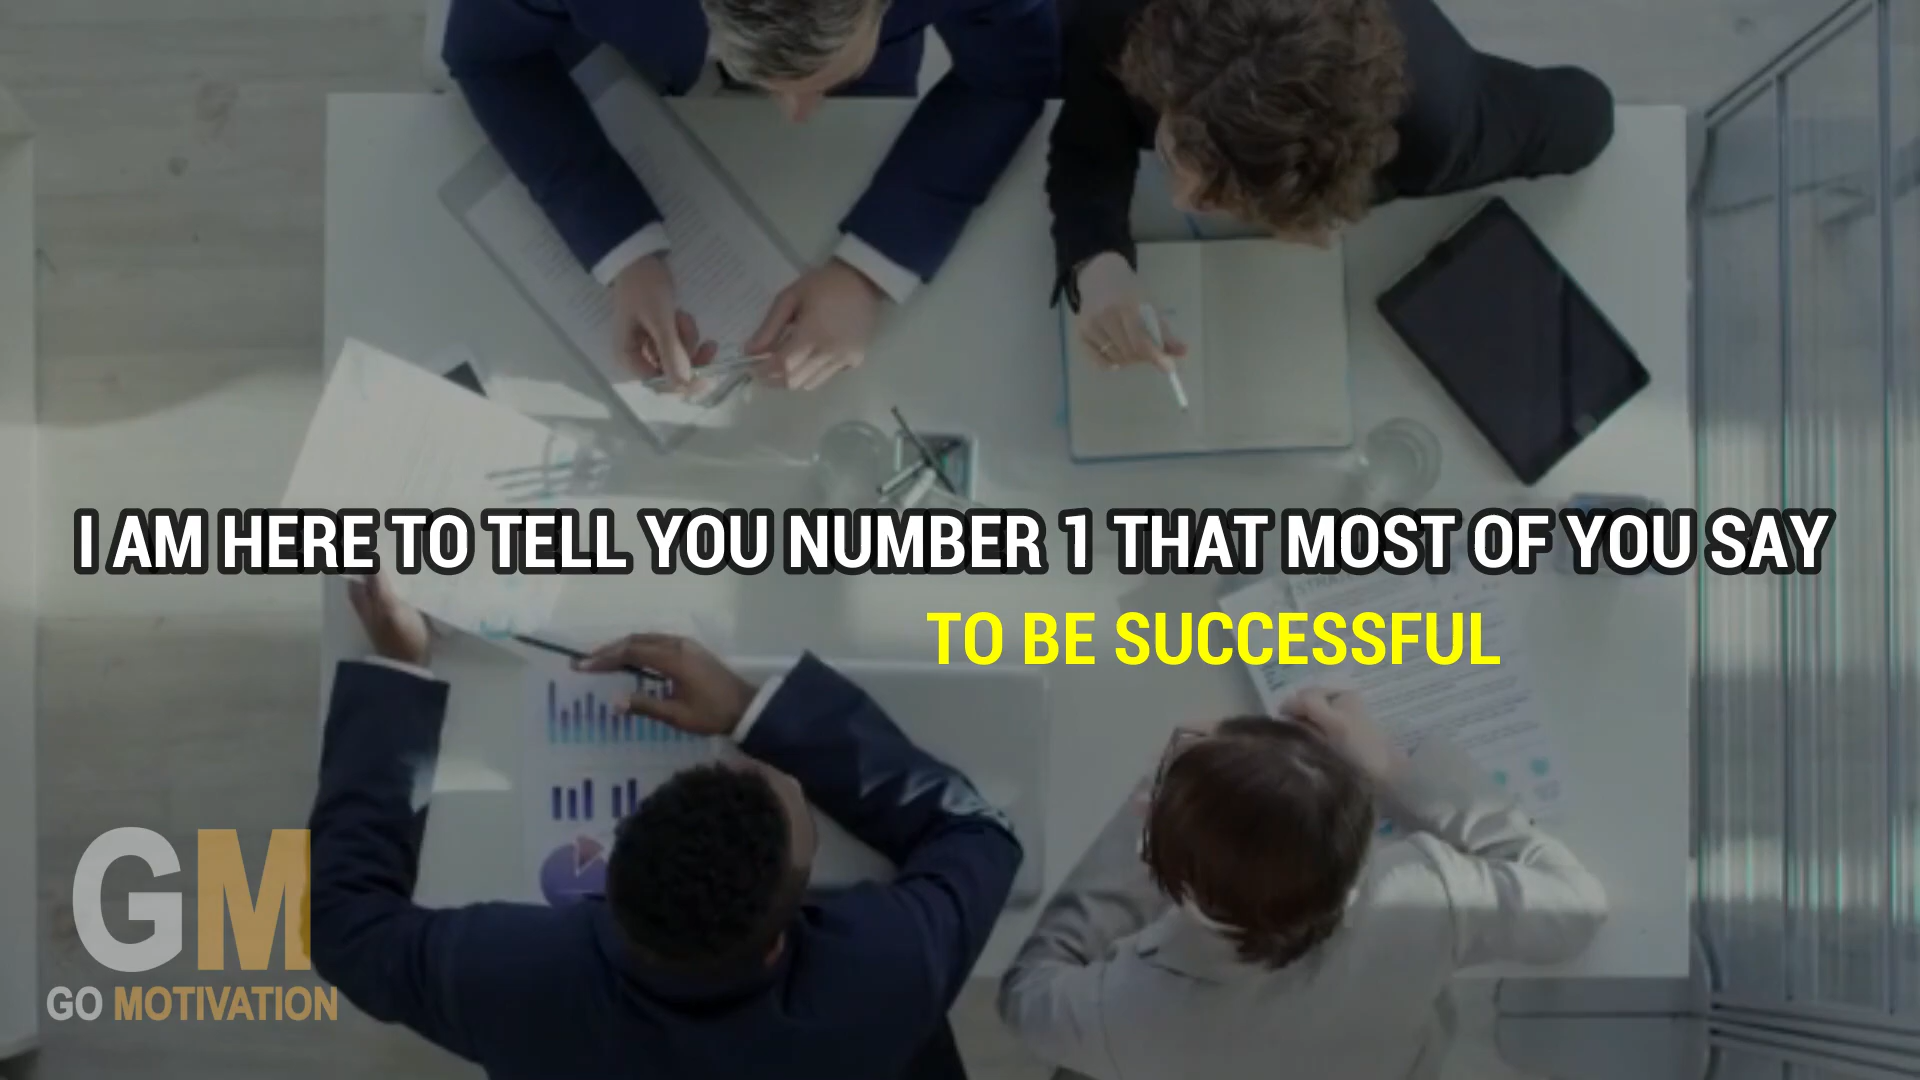 I AM HERE TO TELL YOU NUMBER 1 THAT MOST OF YOU SAY
TO BE SUCCESSFUL
GM
GO MOTIVATION